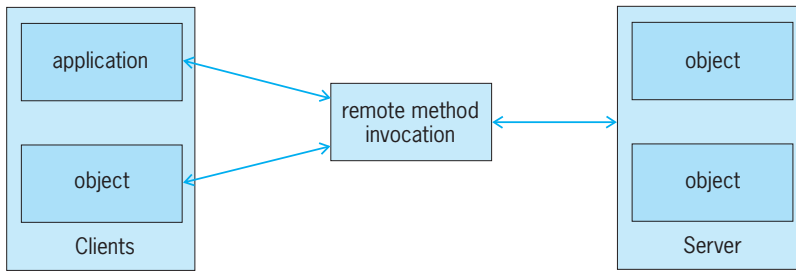 application
object
Clients
remote method
invocation
object
object
Server